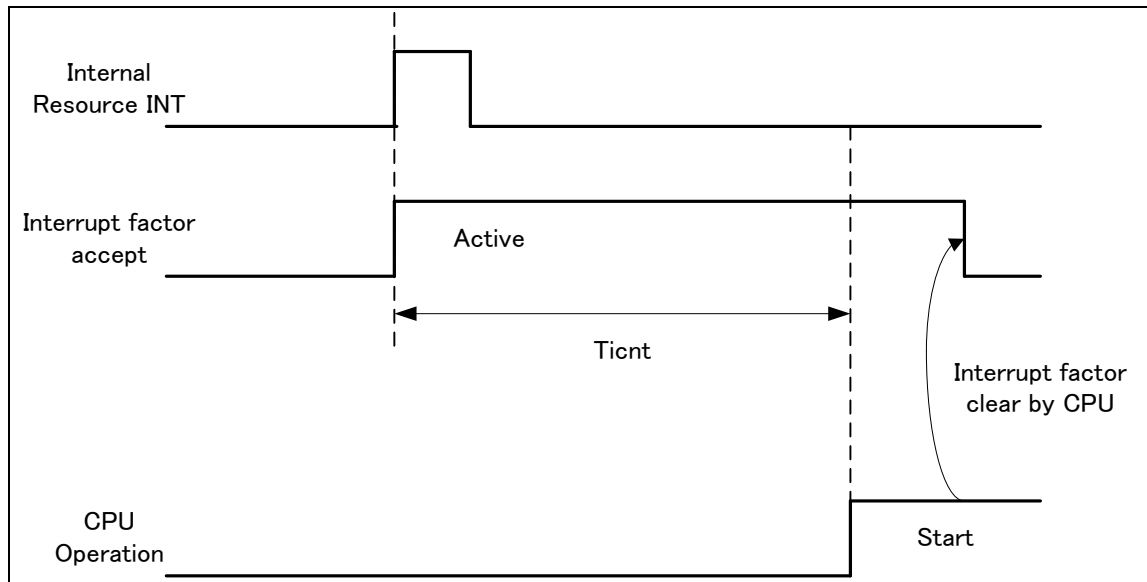 Internal
Resource INT
Interrupt factor
accept
Active
Ticnt
Interrupt factor
clear by CPU
CPU
Operation
Start